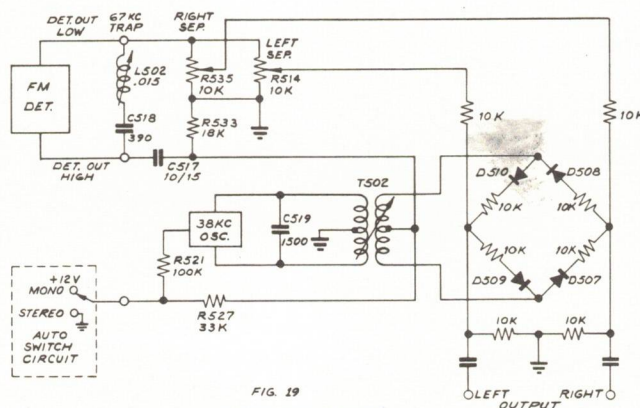 DET. OUT LOW
67KC TRAP
RIGHT SEP.
LEFT SEP.
FM DET.
L502 .015
R535 10K
R514 10K
C518 390
R533 18K
10K
10K
DET. OUT HIGH
C517 10/15
D510
D508
T502
10K
10K
38KC OSC.
C519 1500
10K
10K
R521 100K
D509
D507
+12V
MONO
STEREO
AUTO SWITCH CIRCUIT
R527 33K
10K
10K
FIG. 19
LEFT
RIGHT
OUTPUT